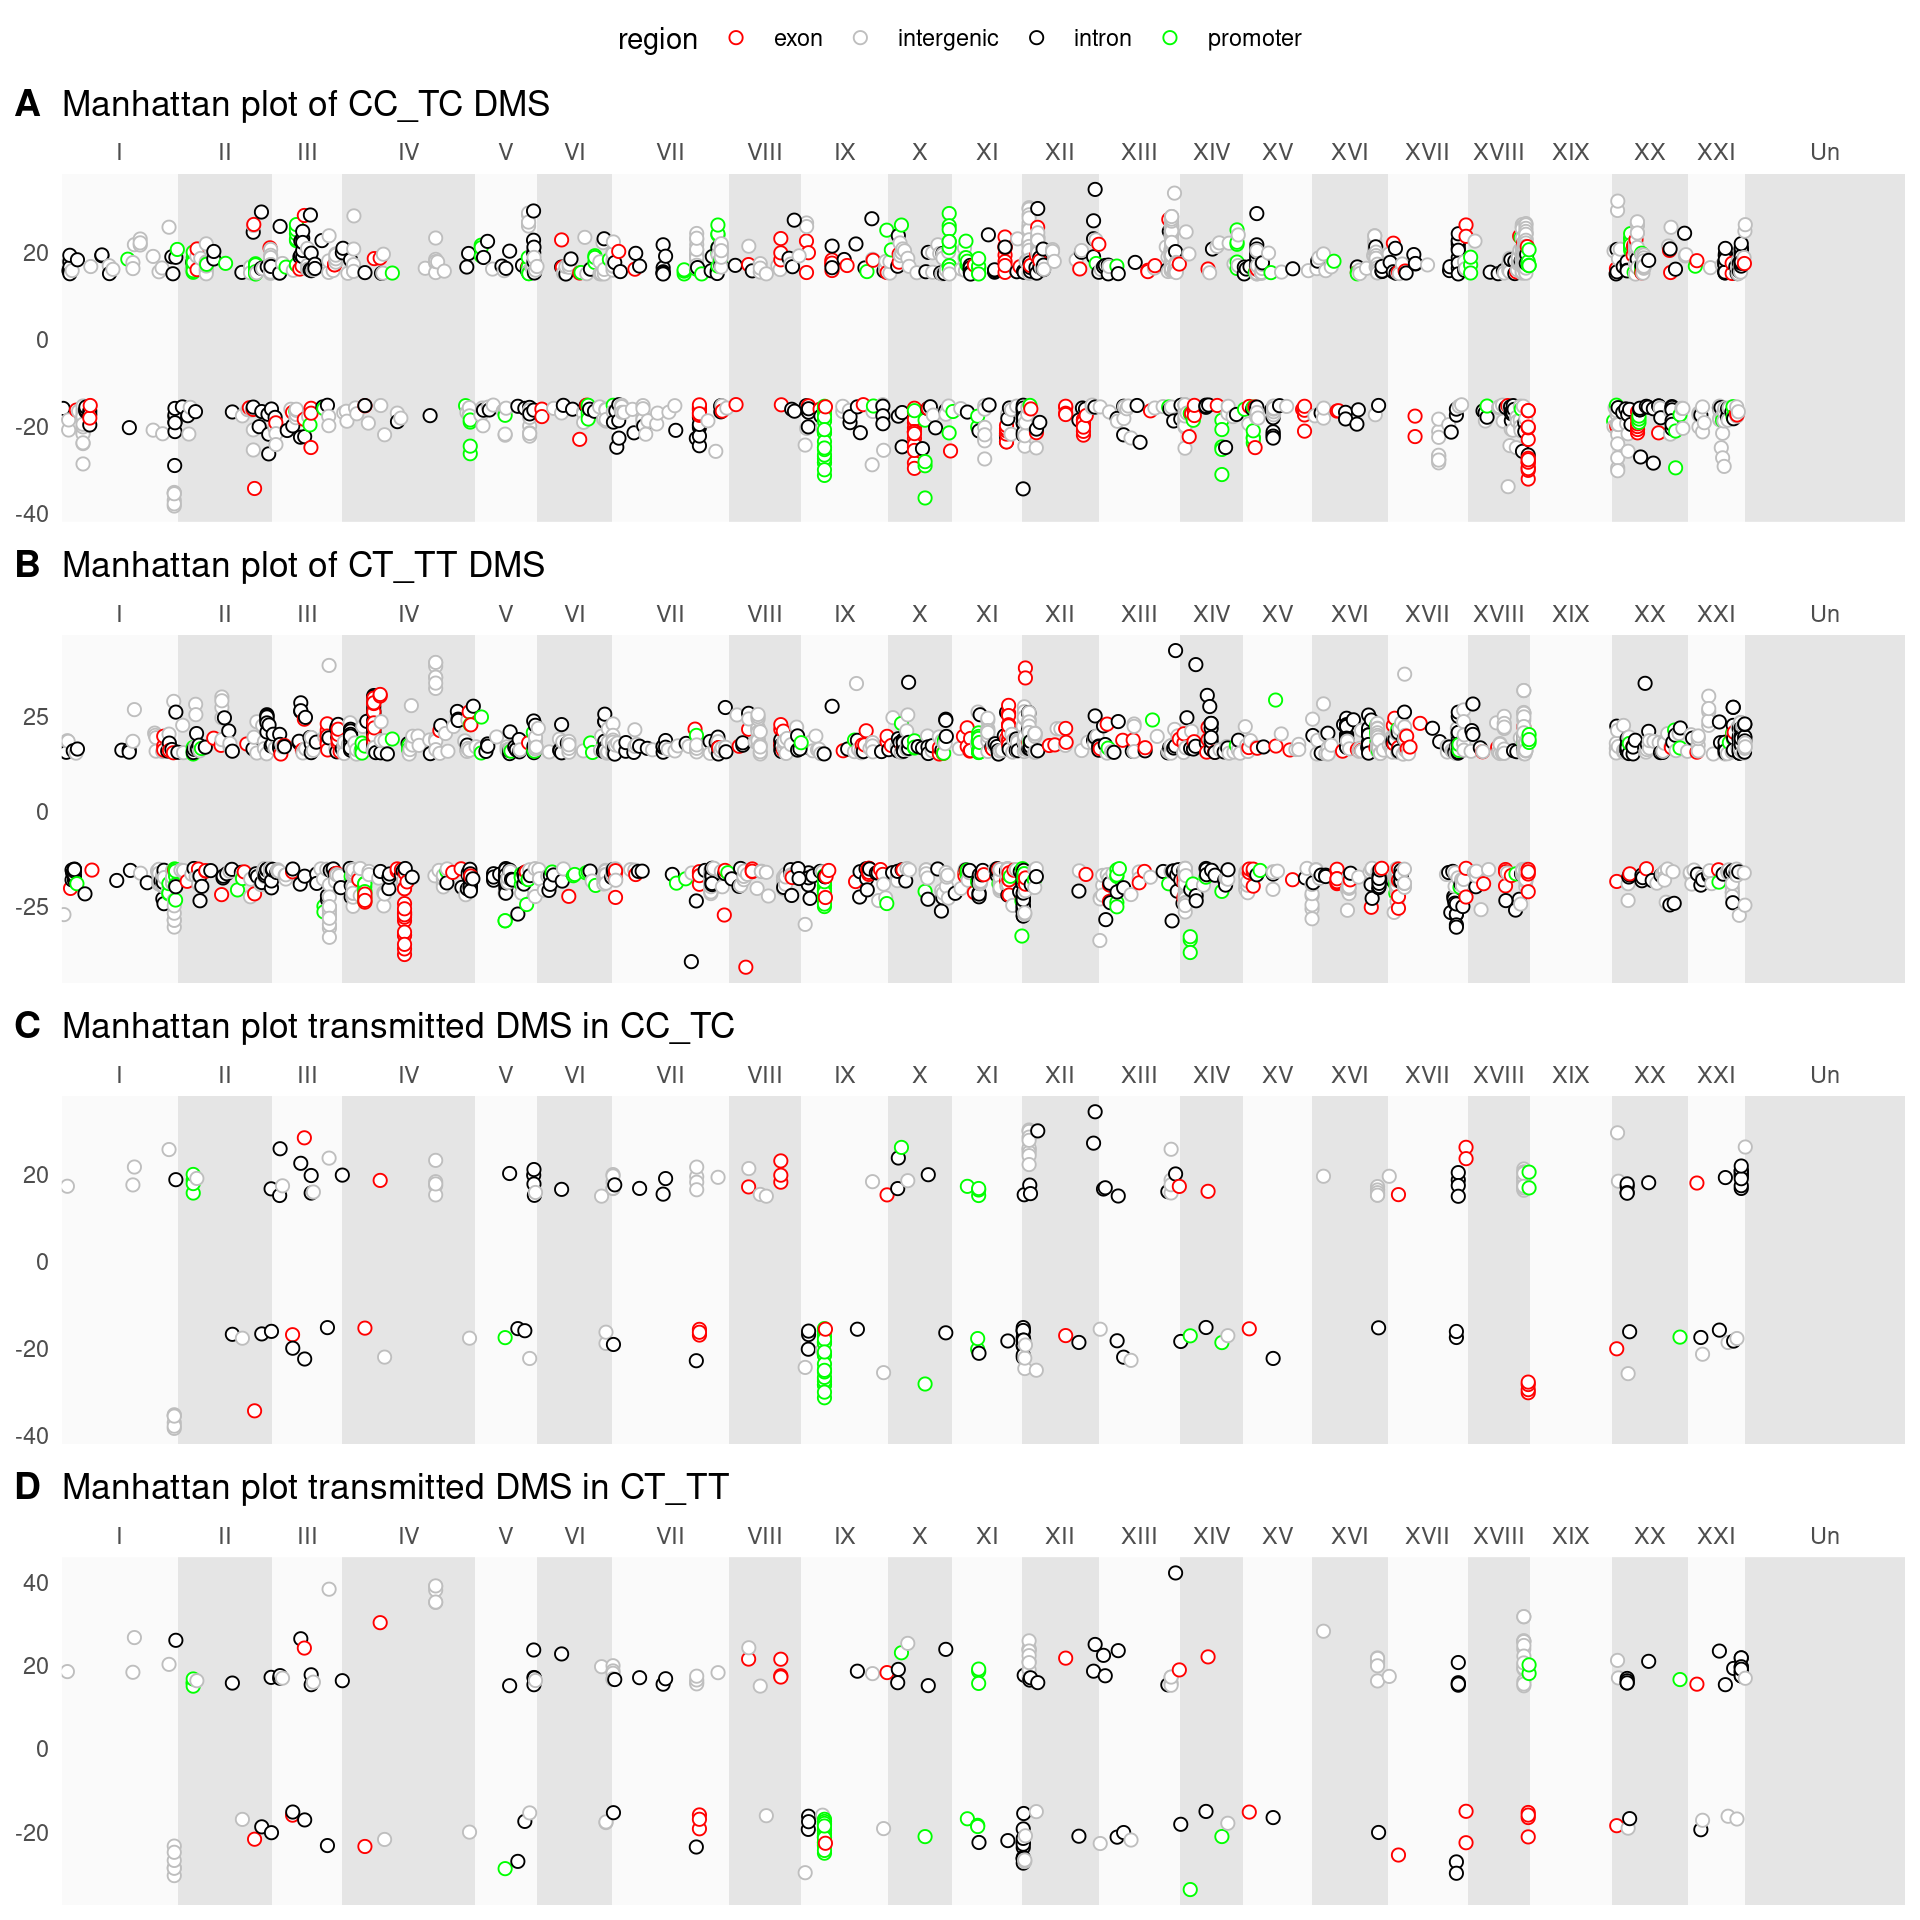 region exon intergenic intron promoter
A Manhattan plot of CC_TC DMS
I II III IV V VI VII VIII IX X XI XII XIII XIV XV XVI XVII XVIII XIX XX XXI Un
20
0
-20
-40
B Manhattan plot of CT_TT DMS
I II III IV V VI VII VIII IX X XI XII XIII XIV XV XVI XVII XVIII XIX XX XXI Un
25
0
-25
C Manhattan plot transmitted DMS in CC_TC
I II III IV V VI VII VIII IX X XI XII XIII XIV XV XVI XVII XVIII XIX XX XXI Un
20
0
-20
-40
D Manhattan plot transmitted DMS in CT_TT
I II III IV V VI VII VIII IX X XI XII XIII XIV XV XVI XVII XVIII XIX XX XXI Un
40
20
0
-20